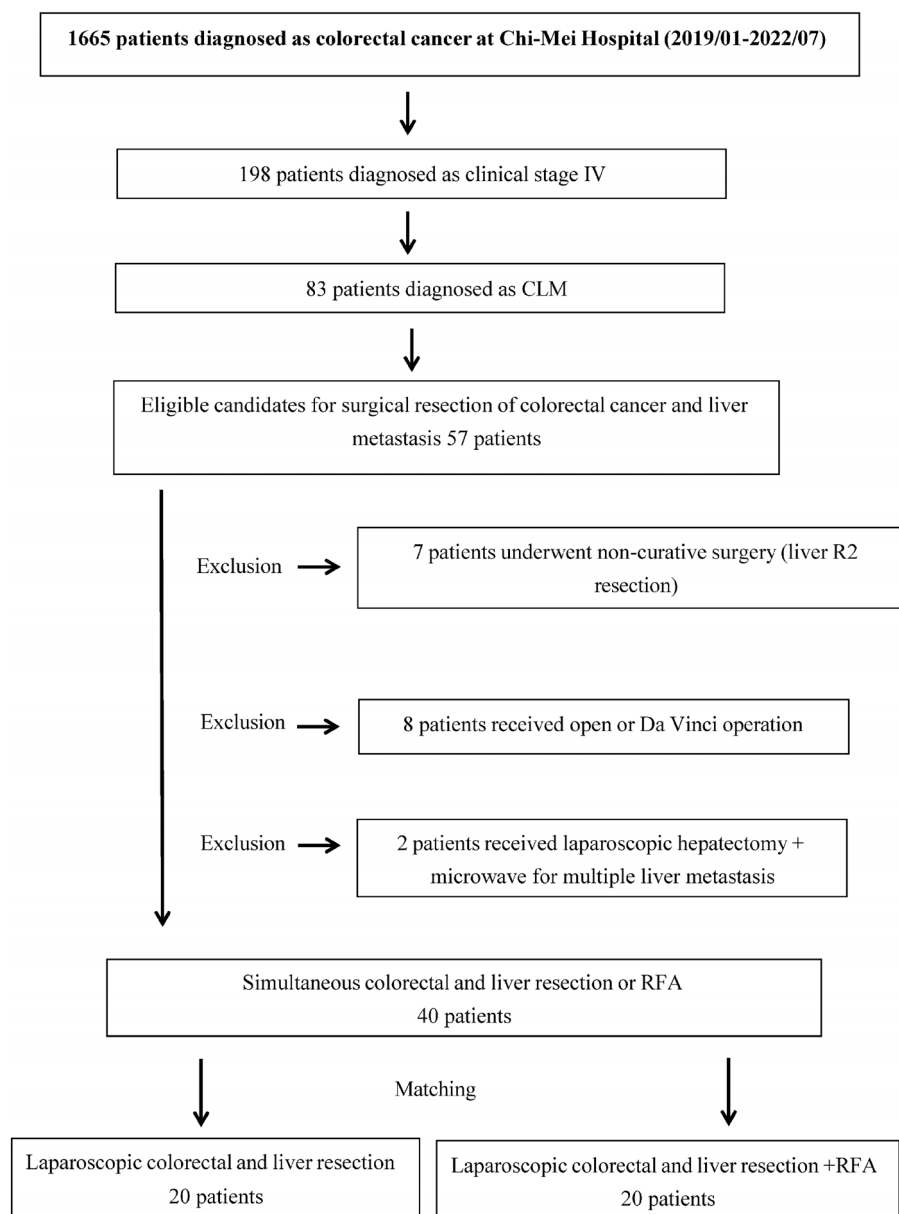 1665 patients diagnosed as colorectal cancer at Chi-Mei Hospital (2019/01-2022/07)
198 patients diagnosed as clinical stage IV
83 patients diagnosed as CLM
Eligible candidates for surgical resection of colorectal cancer and liver
metastasis 57 patients
Exclusion
7 patients underwent non-curative surgery (liver R2
resection)
Exclusion
8 patients received open or Da Vinci operation
Exclusion
2 patients received laparoscopic hepatectomy +
microwave for multiple liver metastasis
Simultaneous colorectal and liver resection or RFA
40 patients
Matching
Laparoscopic colorectal and liver resection
20 patients
Laparoscopic colorectal and liver resection +RFA
20 patients